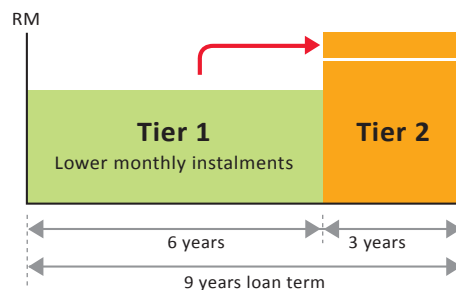 RM
Tier 1
Lower monthly instalments
Tier 2
6 years
3 years
9 years loan term